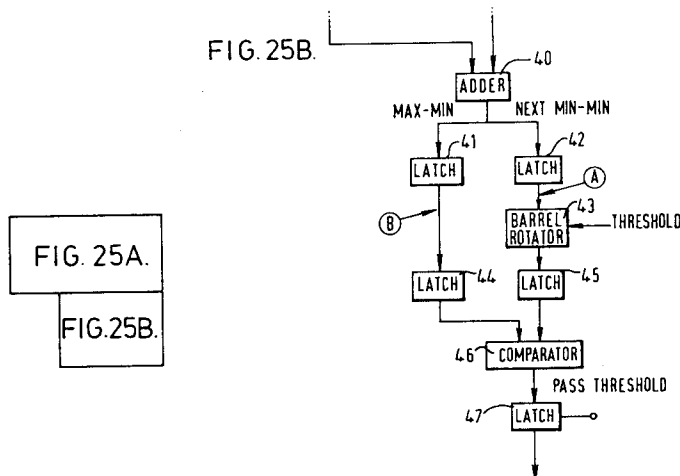 FIG. 25B.
40
ADDER
MAX-MIN
NEXT MIN-MIN
41
42
LATCH
LATCH
A
B
43
BARREL
ROTATOR
THRESHOLD
44
45
LATCH
LATCH
46
COMPARATOR
PASS THRESHOLD
47
LATCH
FIG. 25A.
FIG.25B.